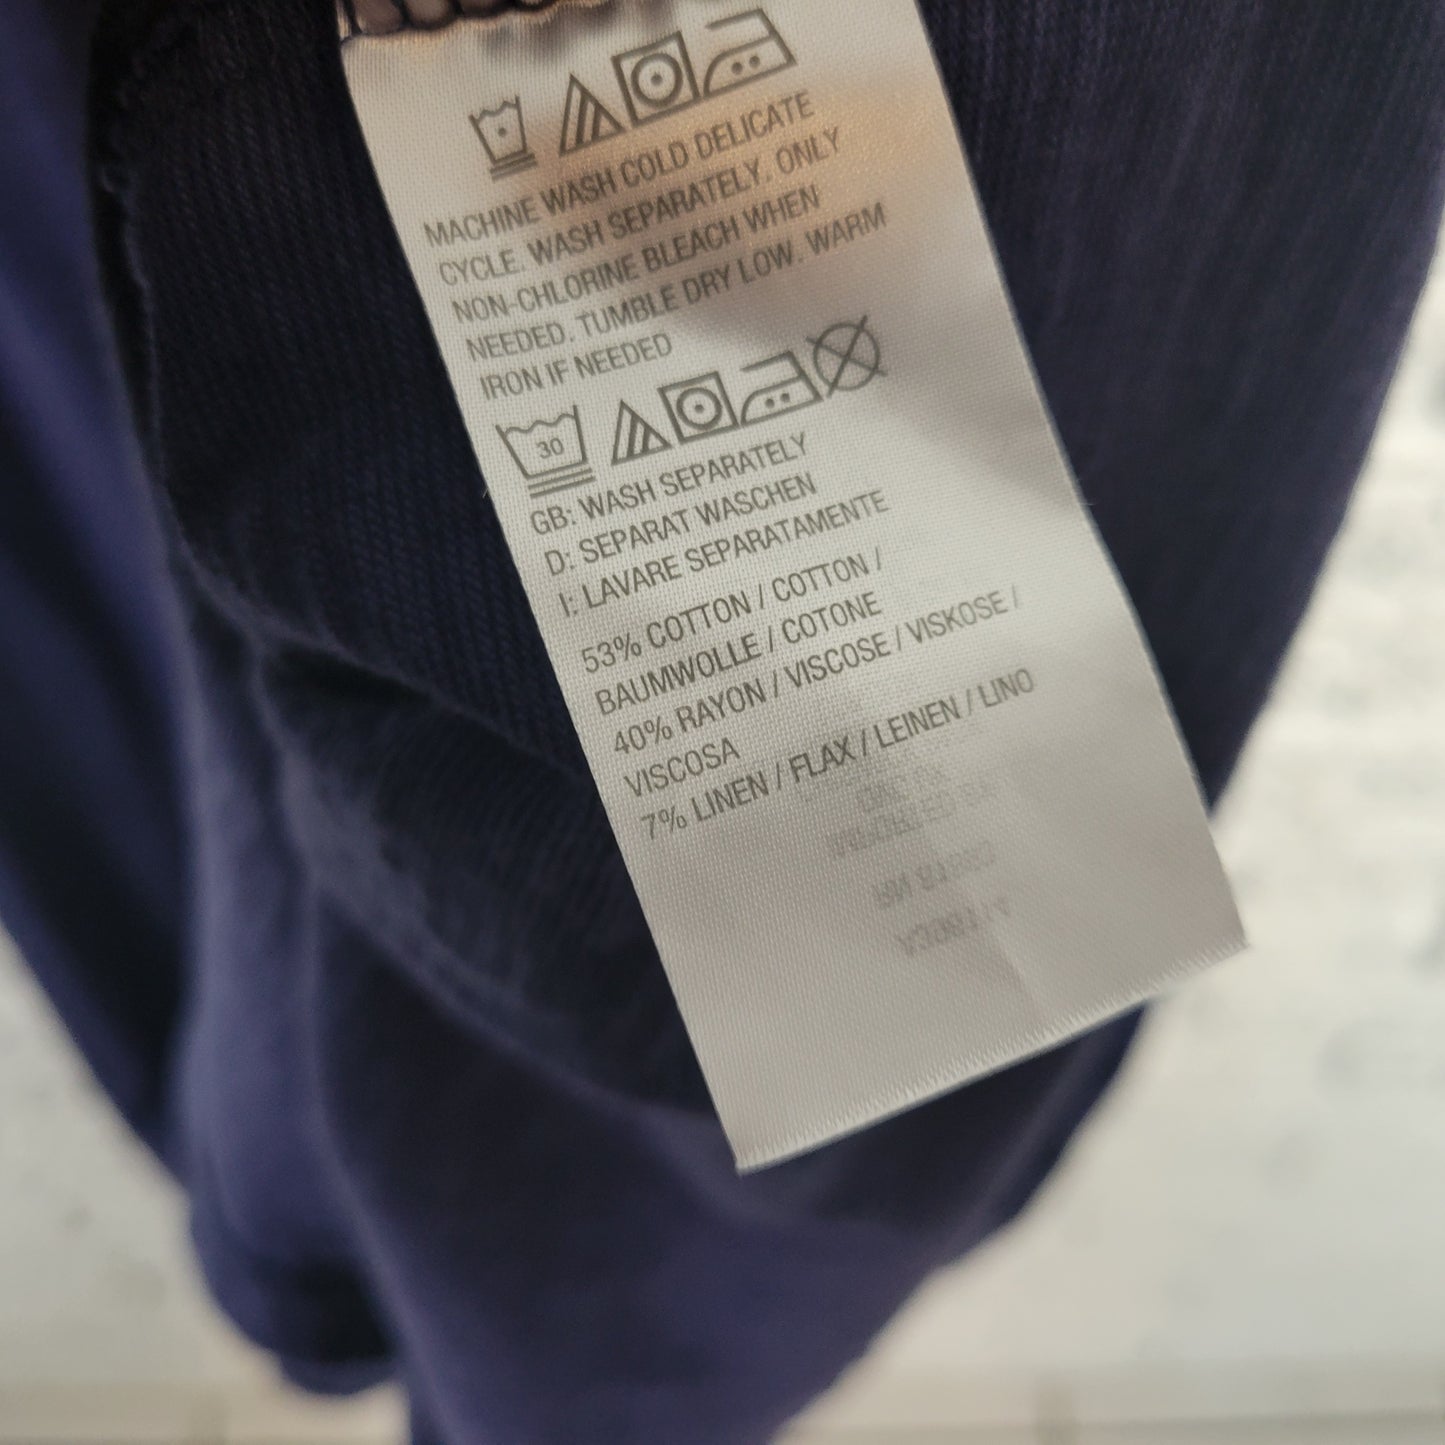 MACHINE WASH COLD DELICATE
CYCLE. WASH SEPARATELY. ONLY
NON-CHLORINE BLEACH WHEN
NEEDED. TUMBLE DRY LOW. WARM
IRON IF NEEDED
30
GB: WASH SEPARATELY
D: SEPARAT WASCHEN
I: LAVARE SEPARATAMENTE
53% COTTON / COTTON /
BAUMWOLLE / COTONE
40% RAYON / VISCOSE / VISKOSE /
VISCOSA
7% LINEN / FLAX / LEINEN / LINO